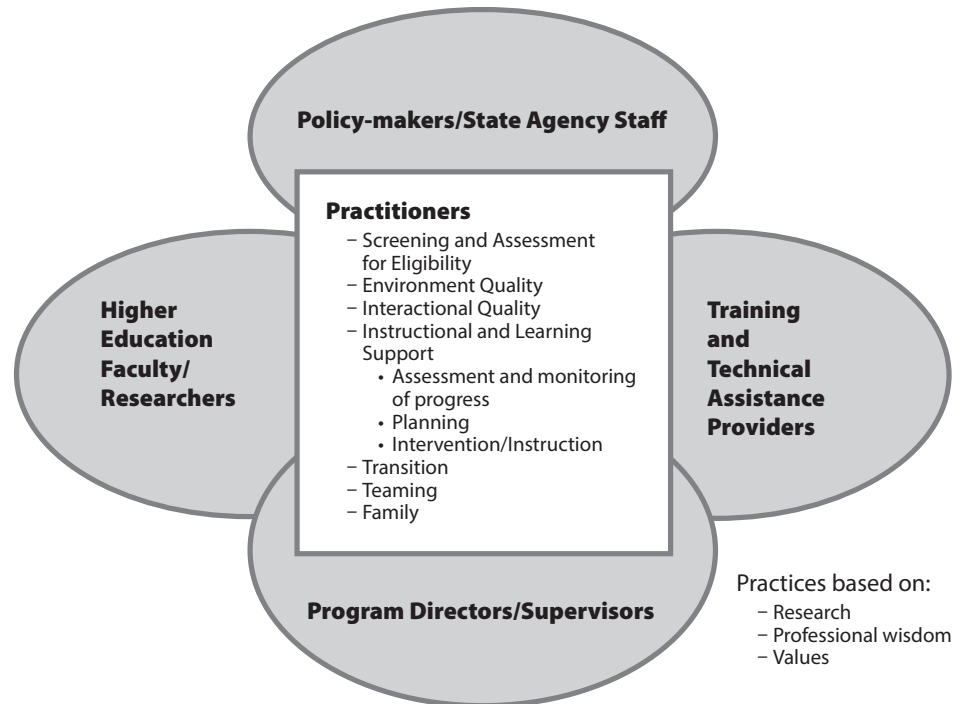 Policy-makers/State Agency Staff
Practitioners
– Screening and Assessment
for Eligibility
– Environment Quality
– Interactional Quality
– Instructional and Learning
Support
• Assessment and monitoring
of progress
• Planning
• Intervention/Instruction
– Transition
– Teaming
– Family
Higher
Education
Faculty/
Researchers
Training
and
Technical
Assistance
Providers
Program Directors/Supervisors
Practices based on:
– Research
– Professional wisdom
– Values